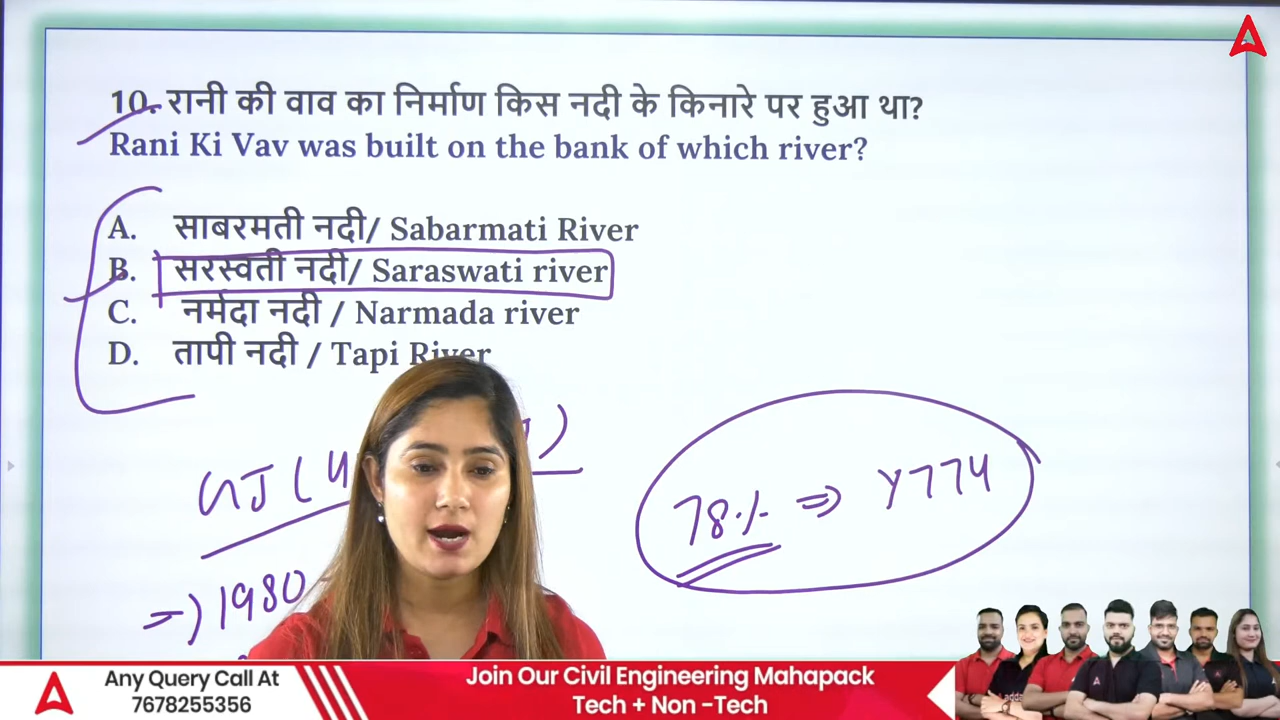 10. रानी की वाव का निर्माण किस नदी के किनारे पर हुआ था?
Rani Ki Vav was built on the bank of which river?
A. साबरमती नदी/ Sabarmati River
B. सरस्वती नदी/ Saraswati river
C. नर्मदा नदी / Narmada river
D. तापी नदी / Tapi River
GJ (
78% => Y774
=> 1980
Any Query Call At
7678255356
Join Our Civil Engineering Mahapack
Tech + Non -Tech